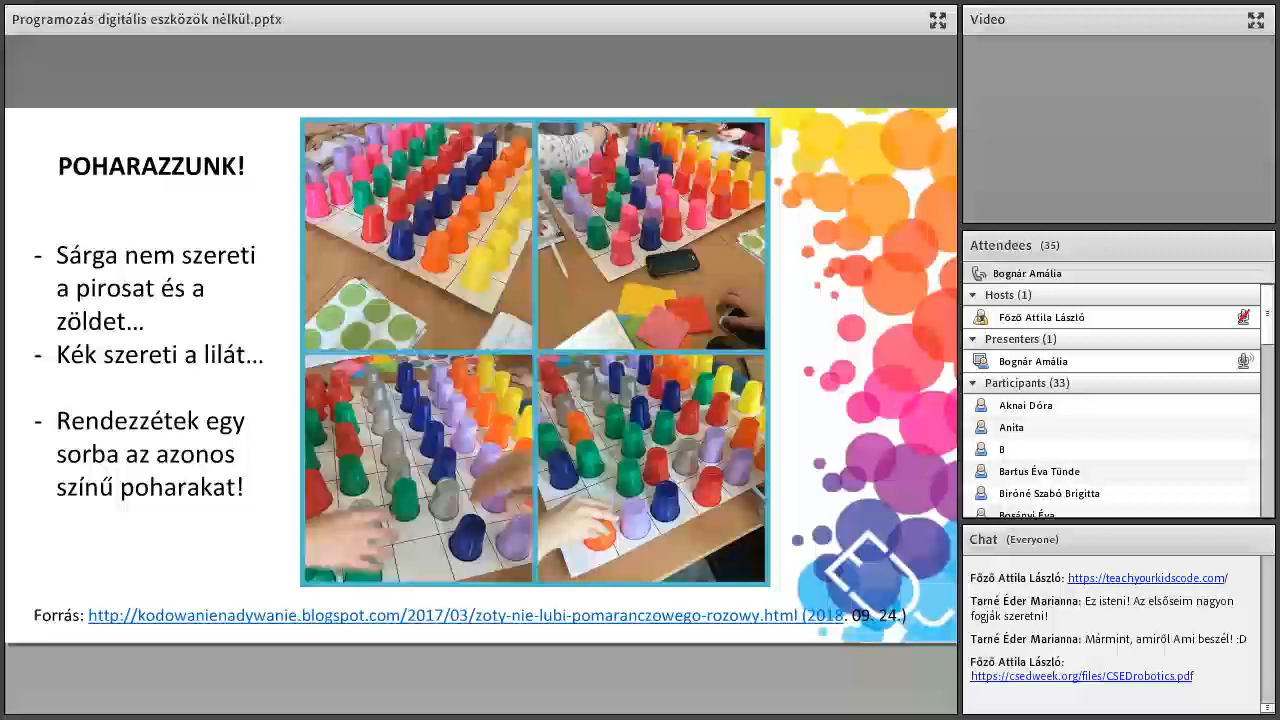 Programozás digitális eszközök nélkül.pptx
POHARAZZUNK!
- Sárga nem szereti
a pirosat és a
zöldet...
- Kék szereti a lilát...
- Rendezzétek egy
sorba az azonos
színű poharakat!
Forrás: http://kodowanienadywanie.blogspot.com/2017/03/zoty-nie-lubi-pomaranczowego-rozowy.html (2018. 09. 24.)
Video
Attendees (35)
Bognár Amália
Hosts (1)
Főző Attila László
Presenters (1)
Bognár Amália
Participants (33)
Aknai Dóra
Anita
B
Bartus Éva Tünde
Bíróné Szabó Brigitta
Bosányi Éva
Chat (Everyone)
Főző Attila László: https://teachyourkidscode.com/
Tarné Éder Marianna: Ez isteni! Az elsőseim nagyon
fogják szeretni!
Tarné Éder Marianna: Mármint, amiről Ami beszél! :D
Főző Attila László:
https://csedweek.org/files/CSEDrobotics.pdf